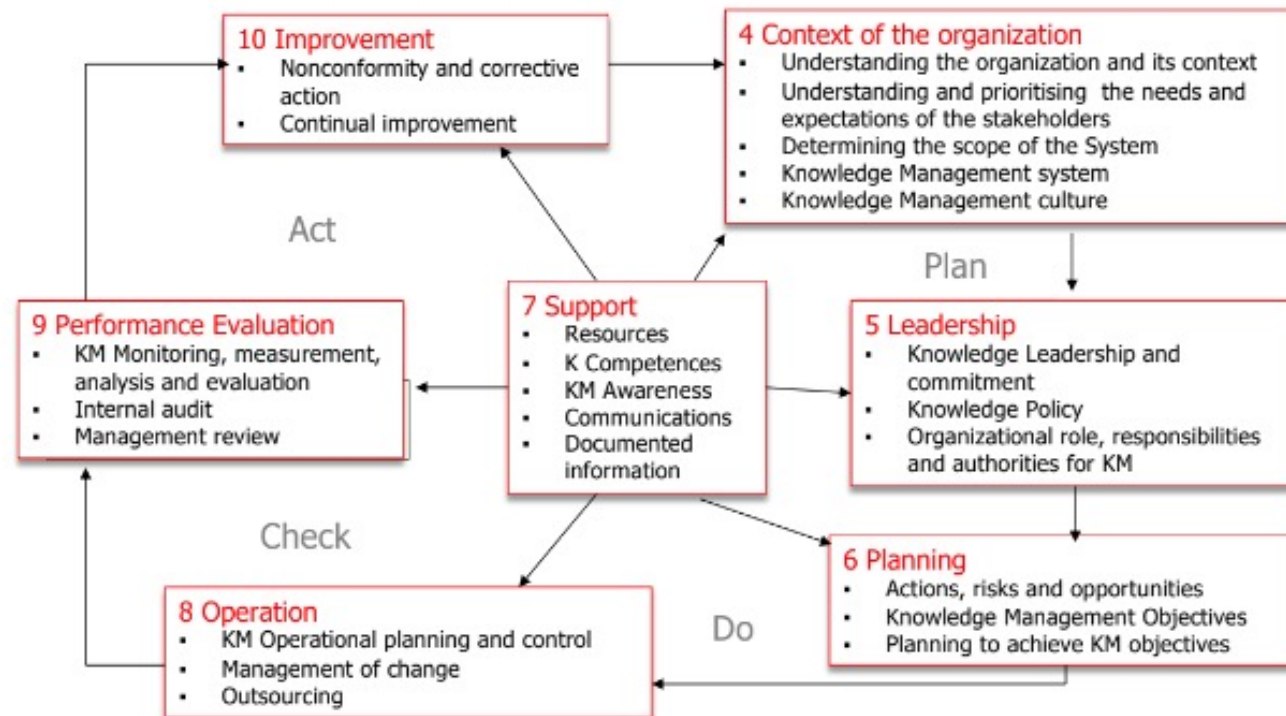 10 Improvement
▪ Nonconformity and corrective
action
▪ Continual improvement
4 Context of the organization
▪ Understanding the organization and its context
▪ Understanding and prioritising the needs and
expectations of the stakeholders
▪ Determining the scope of the System
▪ Knowledge Management system
▪ Knowledge Management culture
Act
Plan
9 Performance Evaluation
▪ KM Monitoring, measurement,
analysis and evaluation
▪ Internal audit
▪ Management review
7 Support
▪ Resources
▪ K Competences
▪ KM Awareness
▪ Communications
▪ Documented
information
5 Leadership
▪ Knowledge Leadership and
commitment
▪ Knowledge Policy
▪ Organizational role, responsibilities
and authorities for KM
Check
Do
8 Operation
▪ KM Operational planning and control
▪ Management of change
▪ Outsourcing
6 Planning
▪ Actions, risks and opportunities
▪ Knowledge Management Objectives
▪ Planning to achieve KM objectives